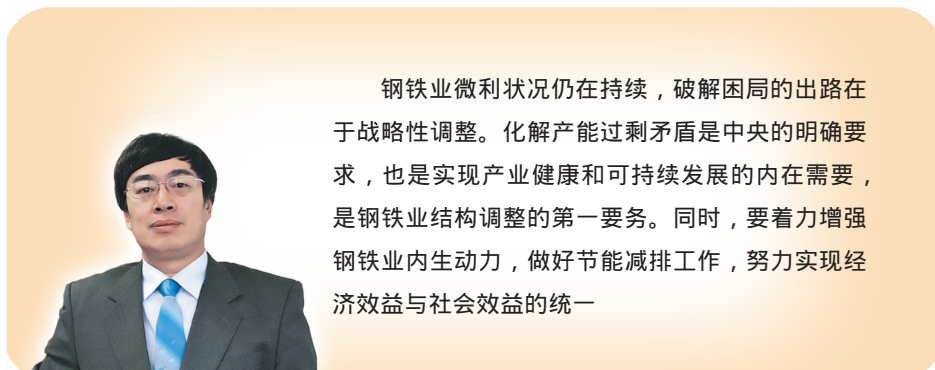 钢铁业微利状况仍在持续，破解困局的出路在
于战略性调整。化解产能过剩矛盾是中央的明确要
求，也是实现产业健康和可持续发展的内在需要，
是钢铁业结构调整的第一要务。同时，要着力增强
钢铁业内生动力，做好节能减排工作，努力实现经
济效益与社会效益的统一